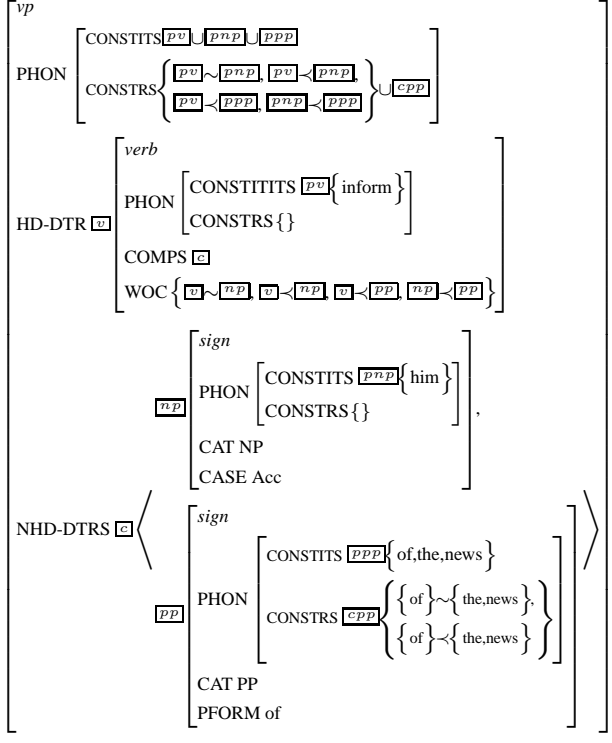 vp
PHON [CONSTITS pv ∪ pnp ∪ ppp
CONSTRS { pv ∼ pnp, pv ≺ pnp,
pv ≺ ppp, pnp ≺ ppp } ∪ cpp ]
HD-DTR v [ verb
PHON [ CONSTITITS pv { inform }
CONSTRS {} ]
COMPS c
WOC { v ∼ np, v ≺ np, v ≺ pp, np ≺ pp } ]
NHD-DTRS c ⟨
np [ sign
PHON [ CONSTITS pnp { him }
CONSTRS {} ]
CAT NP
CASE Acc ],
pp [ sign
PHON [ CONSTITS ppp { of,the,news }
CONSTRS cpp { { of } ∼ { the,news },
{ of } ≺ { the,news } } ]
CAT PP
PFORM of ] ⟩